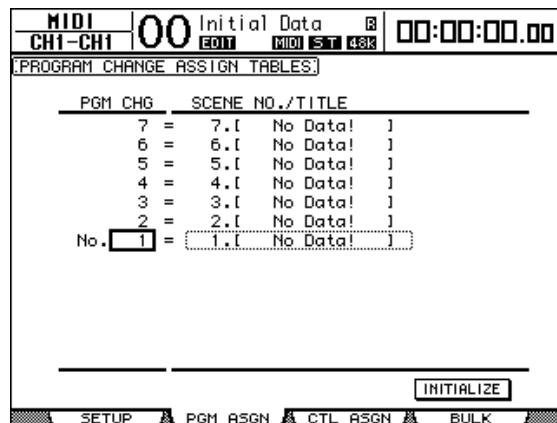 MIDI
CH1-CH1
00 Initial Data R
EDIT MIDI S.T 48k
00:00:00.00
PROGRAM CHANGE ASSIGN TABLES
PGM CHG SCENE NO./TITLE
7 = 7.[ No Data! ]
6 = 6.[ No Data! ]
5 = 5.[ No Data! ]
4 = 4.[ No Data! ]
3 = 3.[ No Data! ]
2 = 2.[ No Data! ]
No. 1 = 1.[ No Data! ]
INITIALIZE
SETUP PGM ASGN CTL ASGN BULK